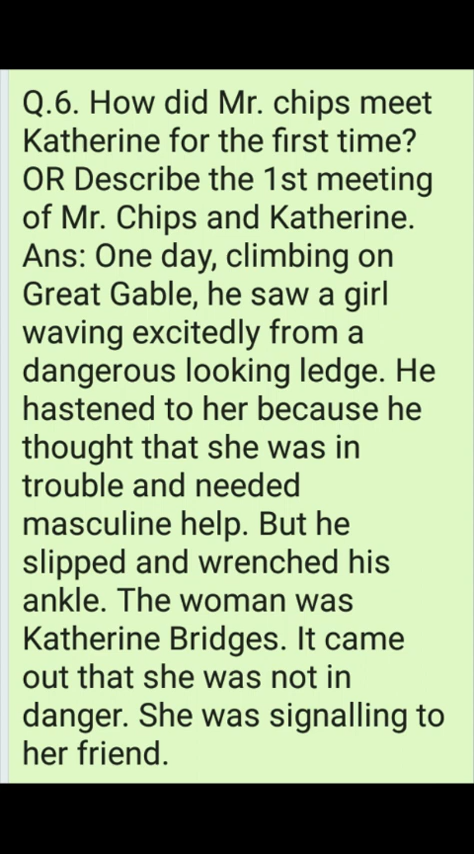 Q.6. How did Mr. chips meet
Katherine for the first time?
OR Describe the 1st meeting
of Mr. Chips and Katherine.
Ans: One day, climbing on
Great Gable, he saw a girl
waving excitedly from a
dangerous looking ledge. He
hastened to her because he
thought that she was in
trouble and needed
masculine help. But he
slipped and wrenched his
ankle. The woman was
Katherine Bridges. It came
out that she was not in
danger. She was signalling to
her friend.